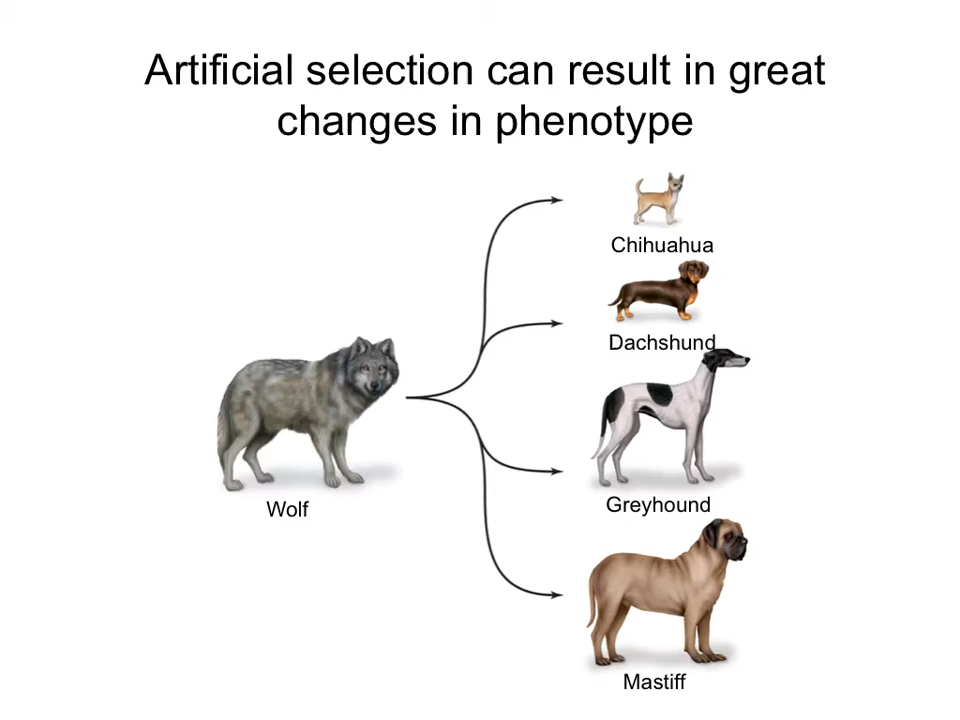 Artificial selection can result in great
changes in phenotype
Chihuahua
Dachshund
Wolf
Greyhound
Mastiff